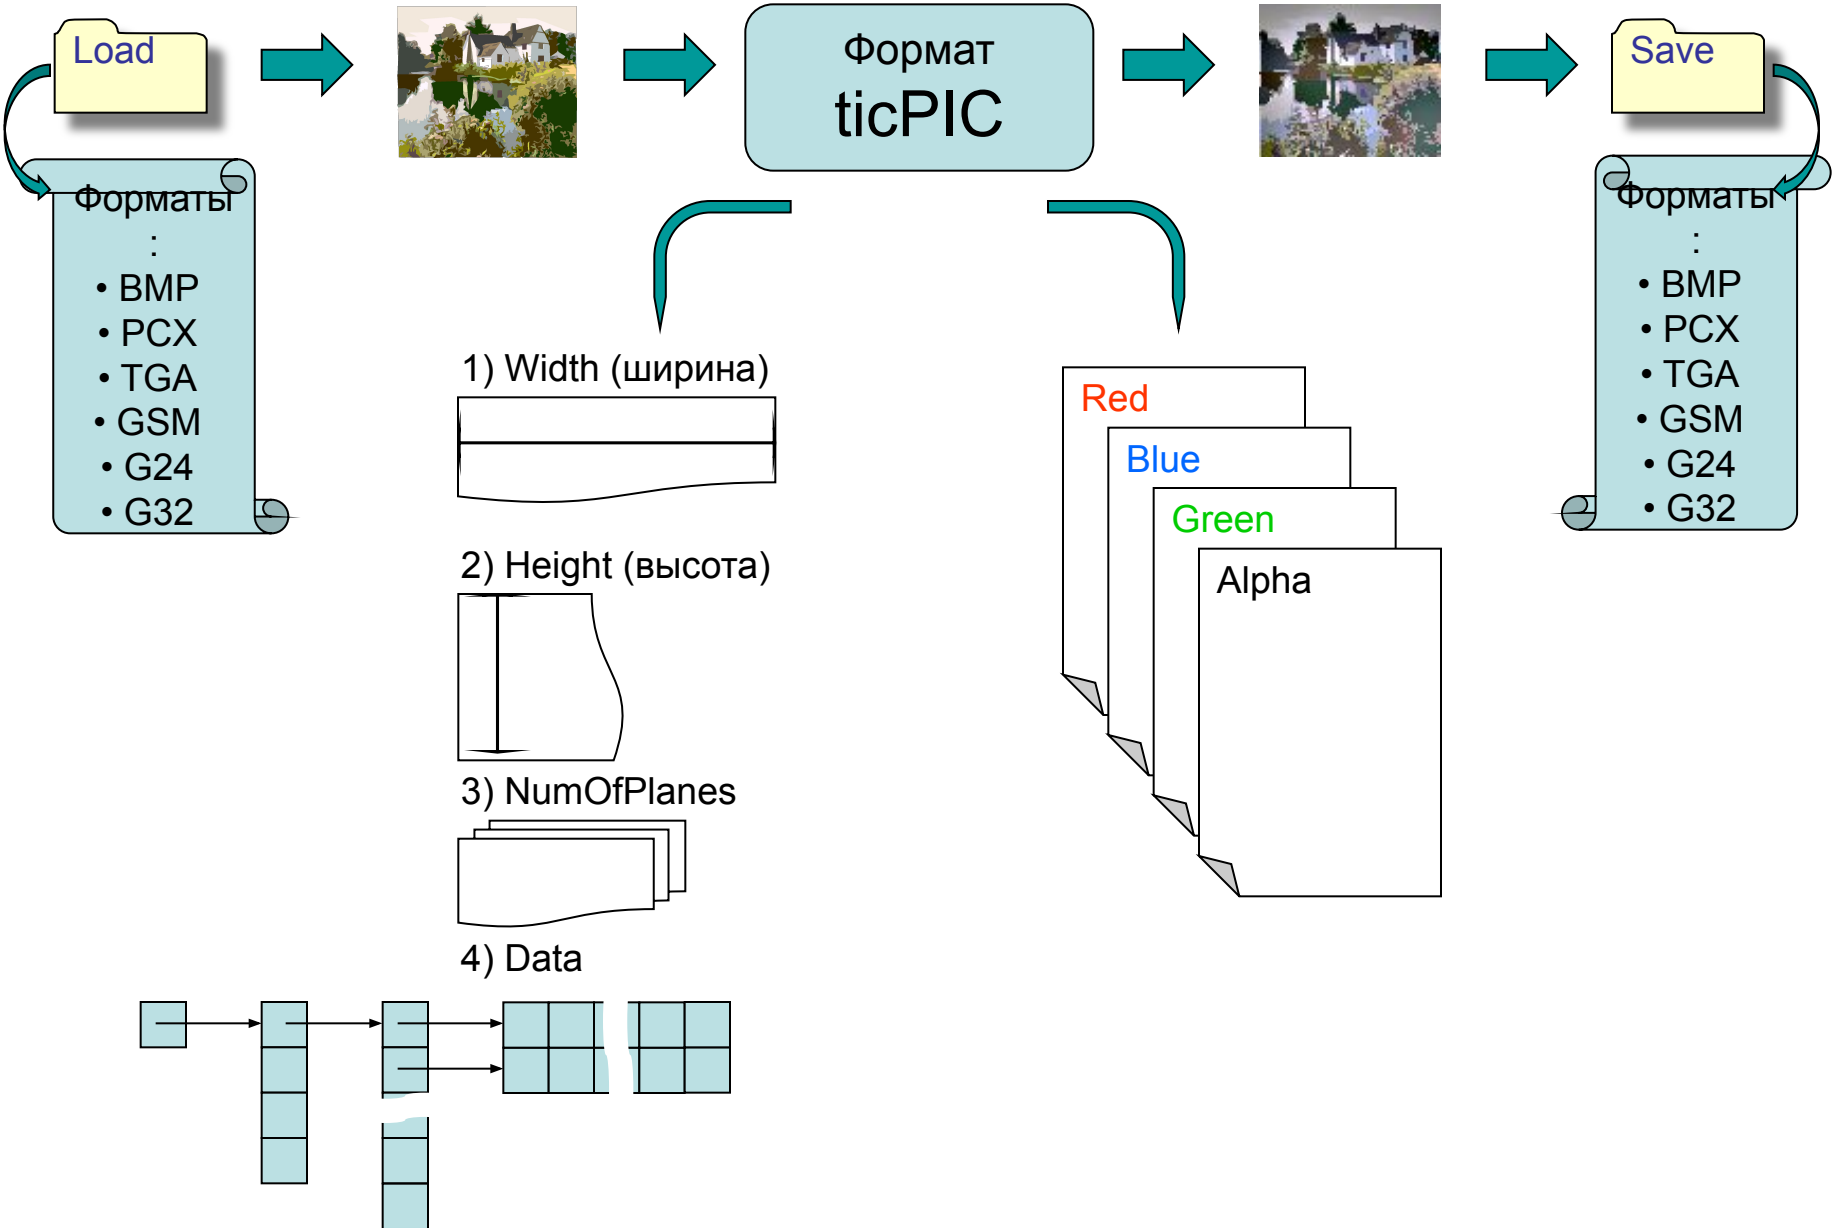 Load
Формат
ticPIC
Save
Форматы
:
• BMP
• PCX
• TGA
• GSM
• G24
• G32
1) Width (ширина)
2) Height (высота)
3) NumOfPlanes
4) Data
Red
Blue
Green
Alpha
Форматы
:
• BMP
• PCX
• TGA
• GSM
• G24
• G32